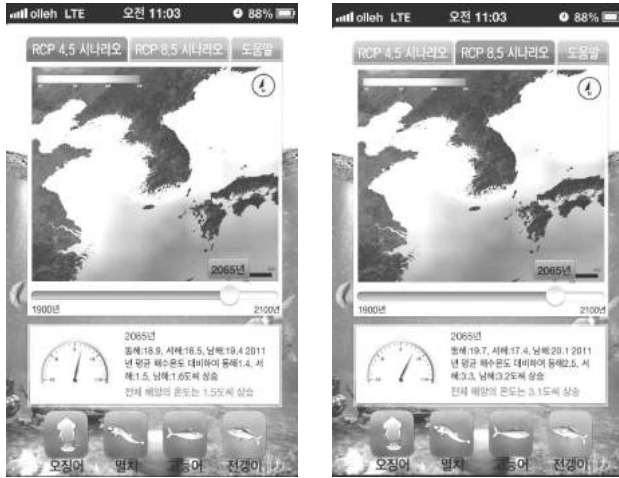 olleh LTE 오전 11:03 88%
RCP 4.5 시나리오 RCP 8.5 시나리오 도움말
2065년
1900년 2100년
2065년
동해:18.9, 서해:16.5, 남해:19.4 2011
년 평균 해수온도 대비하여 동해1.4, 서
해:1.5, 남해:1.6도씩 상승
전체 해양의 온도는 1.5도씩 상승
오징어 멸치 고등어 전갱이
olleh LTE 오전 11:03 88%
RCP 4.5 시나리오 RCP 8.5 시나리오 도움말
2065년
1900년 2100년
2065년
동해:19.7, 서해:17.4, 남해:20.1 2011
년 평균 해수온도 대비하여 동해2.5, 서
해:3.3, 남해:3.2도씩 상승
전체 해양의 온도는 3.1도씩 상승
오징어 멸치 고등어 전갱이